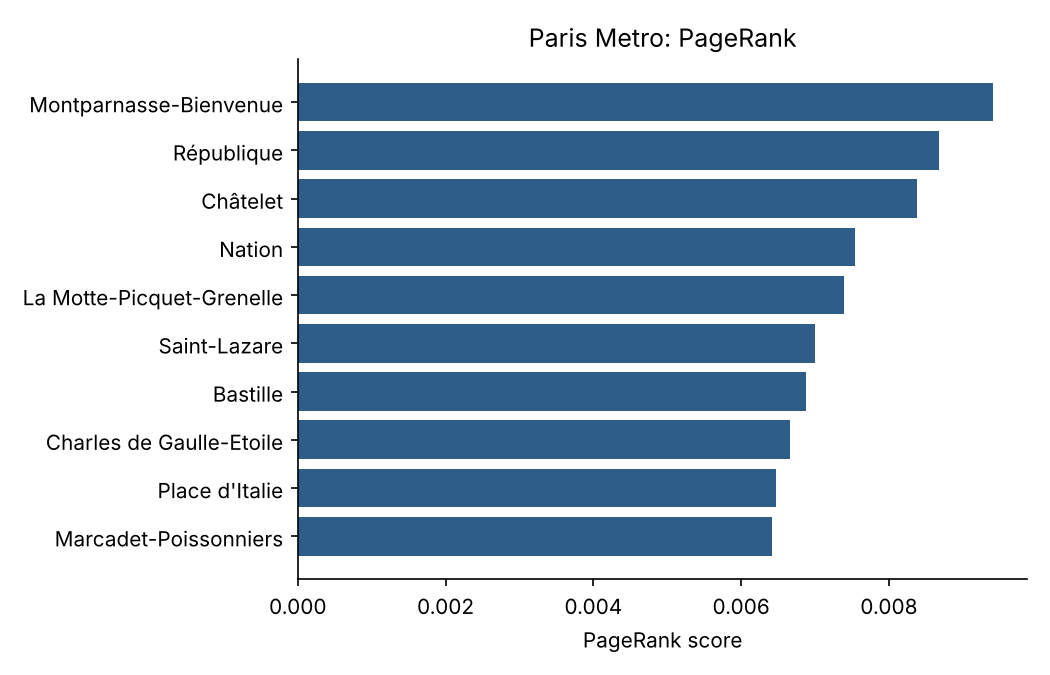 Paris Metro: PageRank
Montparnasse-Bienvenue
République
Châtelet
Nation
La Motte-Picquet-Grenelle
Saint-Lazare
Bastille
Charles de Gaulle-Etoile
Place d'Italie
Marcadet-Poissonniers
0.000 0.002 0.004 0.006 0.008
PageRank score